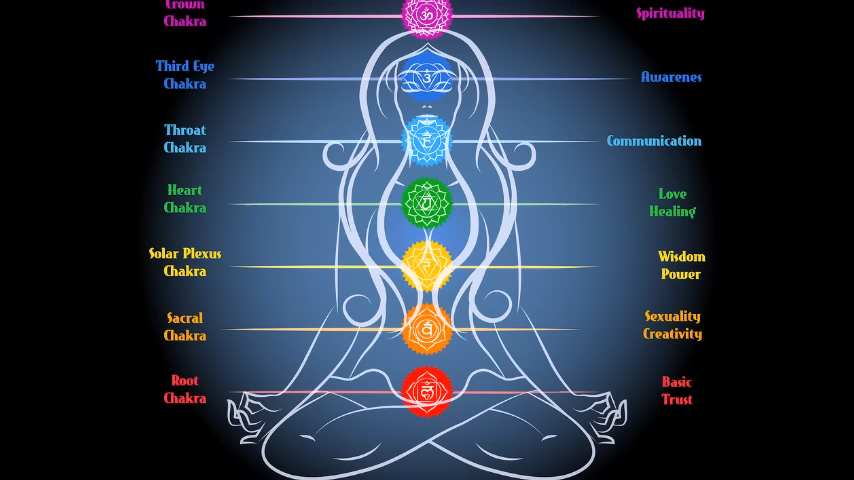 Crown
Chakra
Spirituality
ॐ
Third Eye
Chakra
Awarenes
Throat
Chakra
Communication
हं
Heart
Chakra
Love
Healing
यं
Solar Plexus
Chakra
Wisdom
Power
रं
Sacral
Chakra
Sexuality
Creativity
वं
Root
Chakra
Basic
Trust
लं